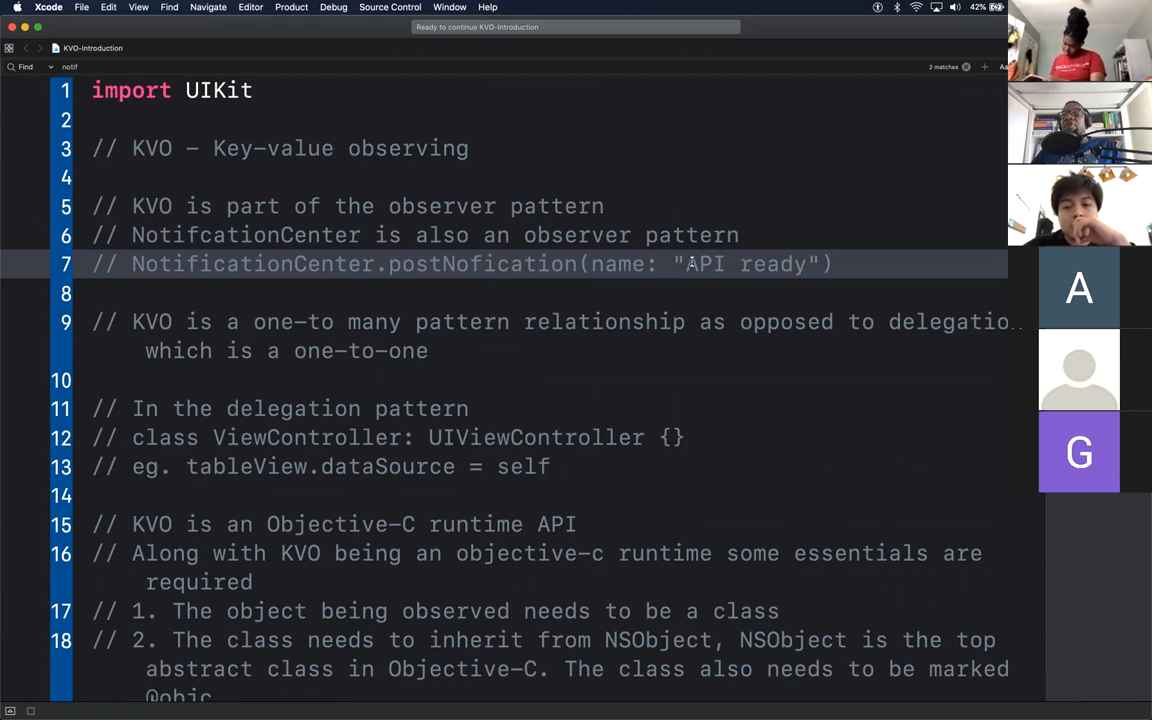 Xcode File Edit View Find Navigate Editor Product Debug Source Control Window Help 42%
Ready to continue KVO-Introduction
KVO-Introduction
Find notif 2 matches Aa
1 import UIKit
2
3 // KVO - Key-value observing
4
5 // KVO is part of the observer pattern
6 // NotifcationCenter is also an observer pattern
7 // NotificationCenter.postNofication(name: "API ready")
8
9 // KVO is a one-to many pattern relationship as opposed to delegatio
which is a one-to-one
10
11 // In the delegation pattern
12 // class ViewController: UIViewController {}
13 // eg. tableView.dataSource = self
14
15 // KVO is an Objective-C runtime API
16 // Along with KVO being an objective-c runtime some essentials are
required
17 // 1. The object being observed needs to be a class
18 // 2. The class needs to inherit from NSObject, NSObject is the top
abstract class in Objective-C. The class also needs to be marked
@objc
A
G